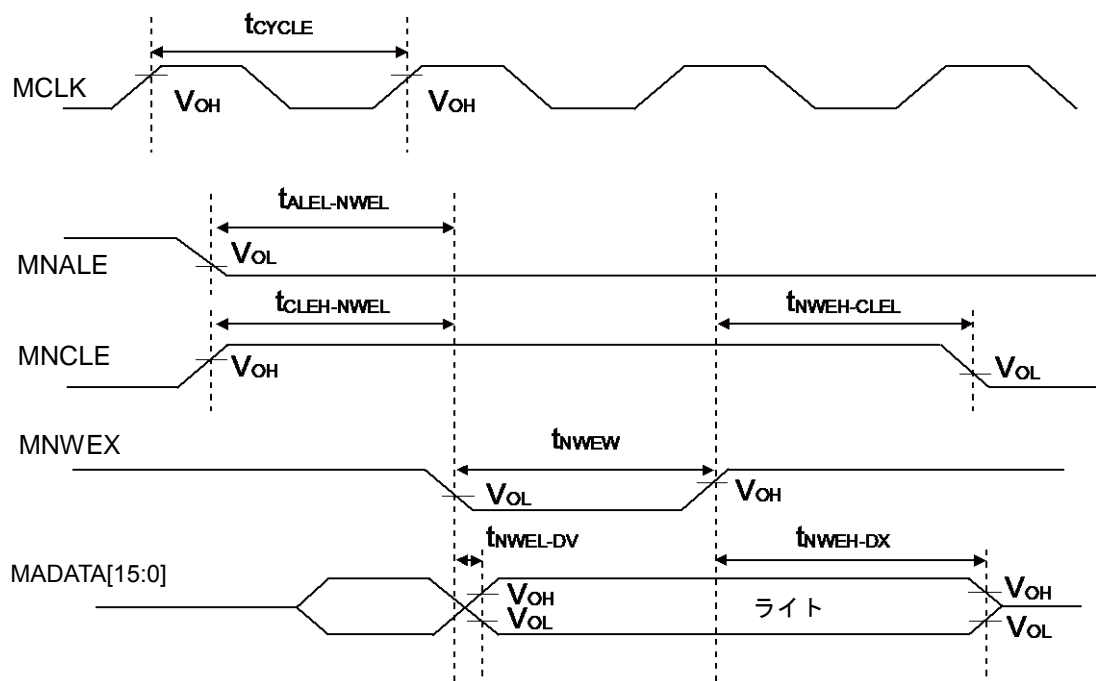 tCYCLE
MCLK
VOH
VOH
tALEL-NWEL
MNALE
VOL
tCLEH-NWEL
tNWEH-CLEL
MNCLE
VOH
VOL
MNWEX
tNWEW
VOL
VOH
tNWEL-DV
tNWEH-DX
MADATA[15:0]
VOH
VOL
ライト
VOH
VOL